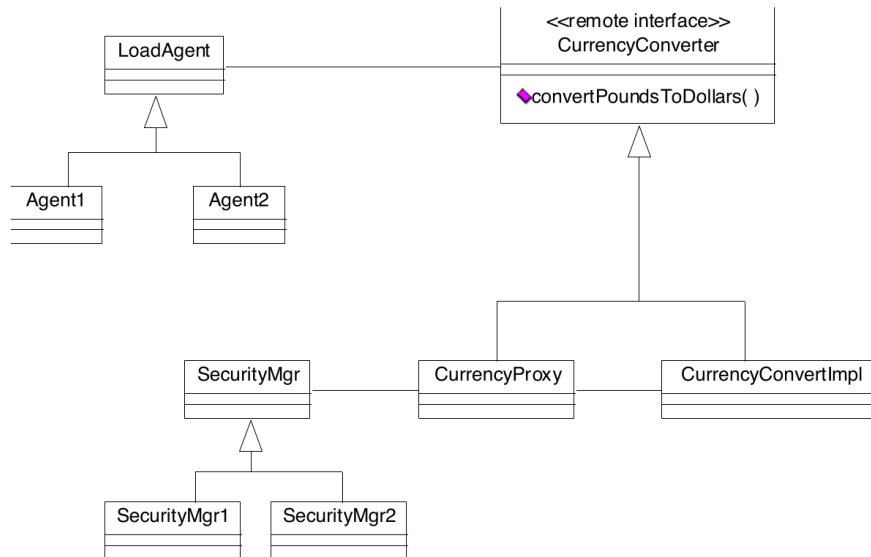 <<remote interface>>
CurrencyConverter
LoadAgent
convertPoundsToDollars( )
Agent1
Agent2
SecurityMgr
CurrencyProxy
CurrencyConvertImpl
SecurityMgr1
SecurityMgr2